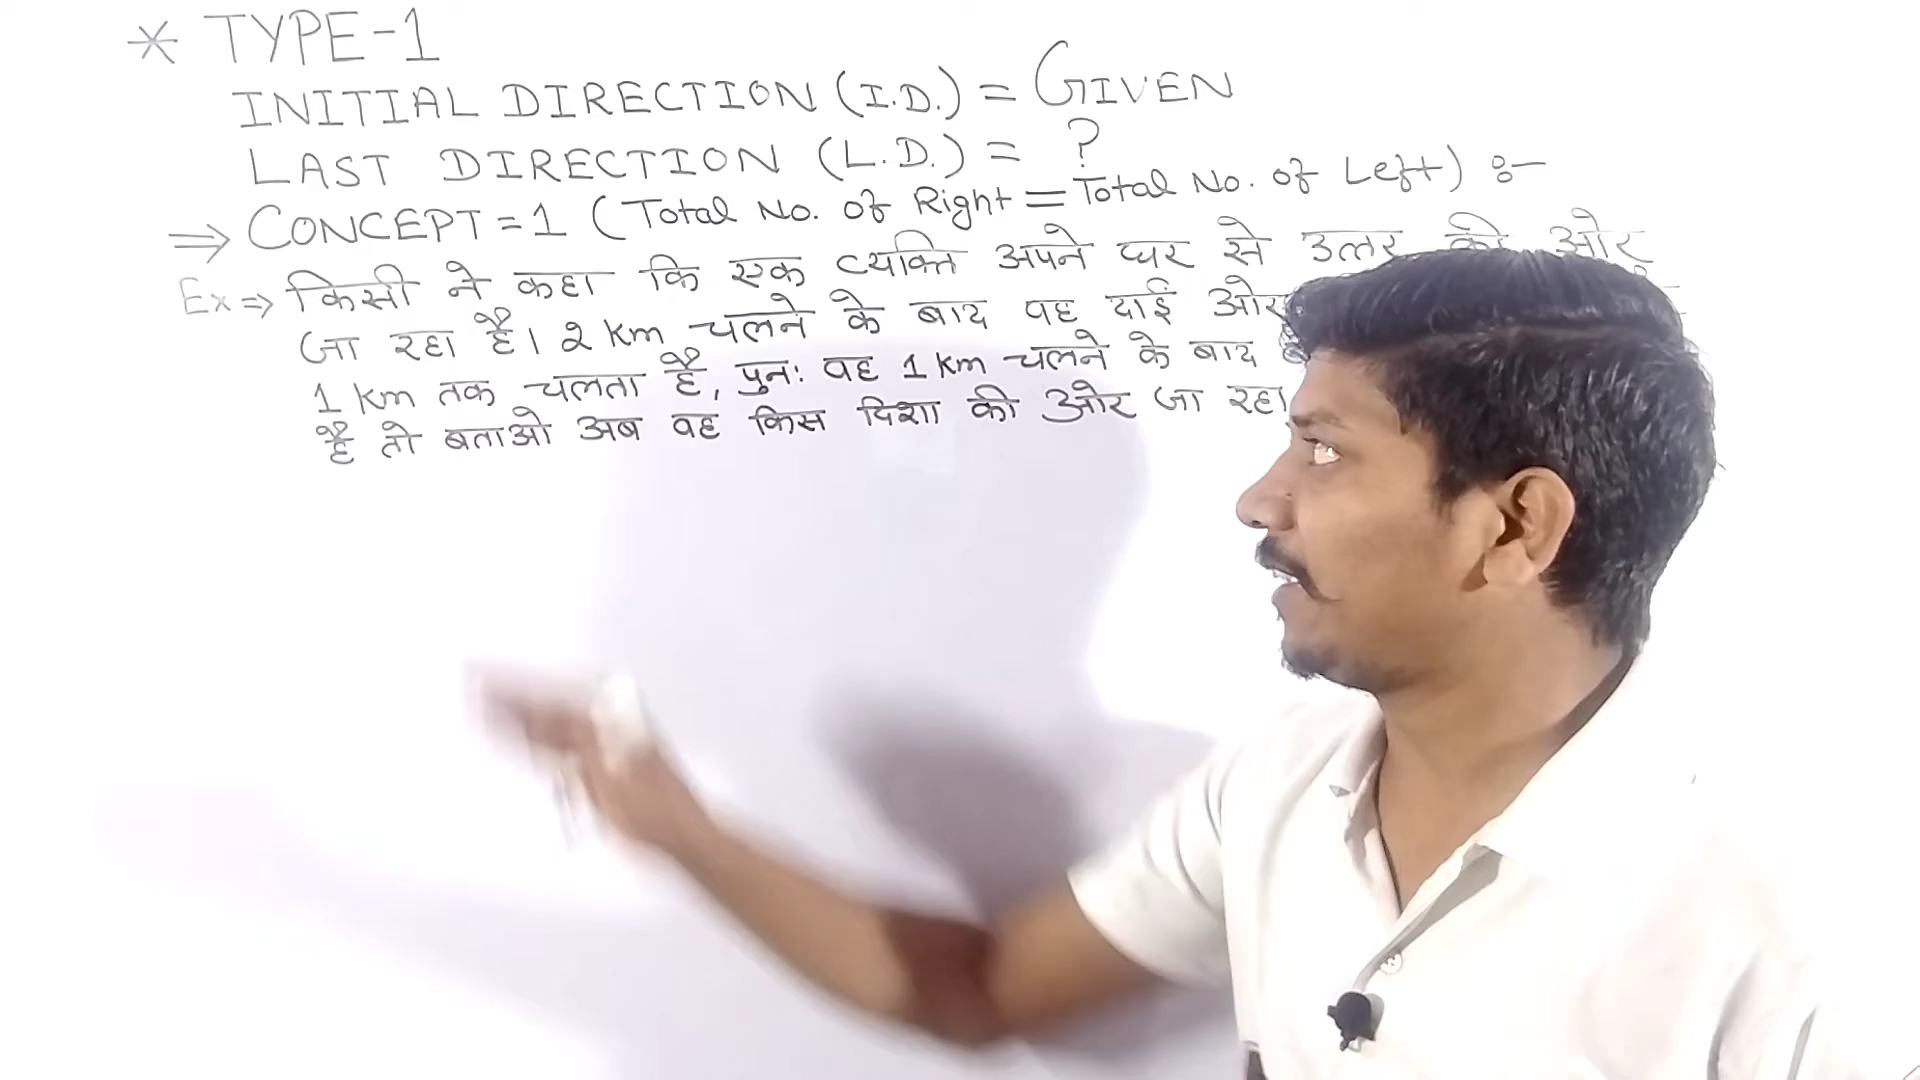 * TYPE-1
INITIAL DIRECTION (I.D.) = GIVEN
LAST DIRECTION (L.D.) = ?
⇒ CONCEPT = 1 (Total No. of Right = Total No. of Left) :-
Ex ⇒ किसी ने कहा कि एक व्यक्ति अपने घर से उत्तर की ओर
जा रहा है। 2 Km चलने के बाद वह दाईं ओर
1 Km तक चलता है, पुनः वह 1 Km चलने के बाद
है तो बताओ अब वह किस दिशा की ओर जा रहा